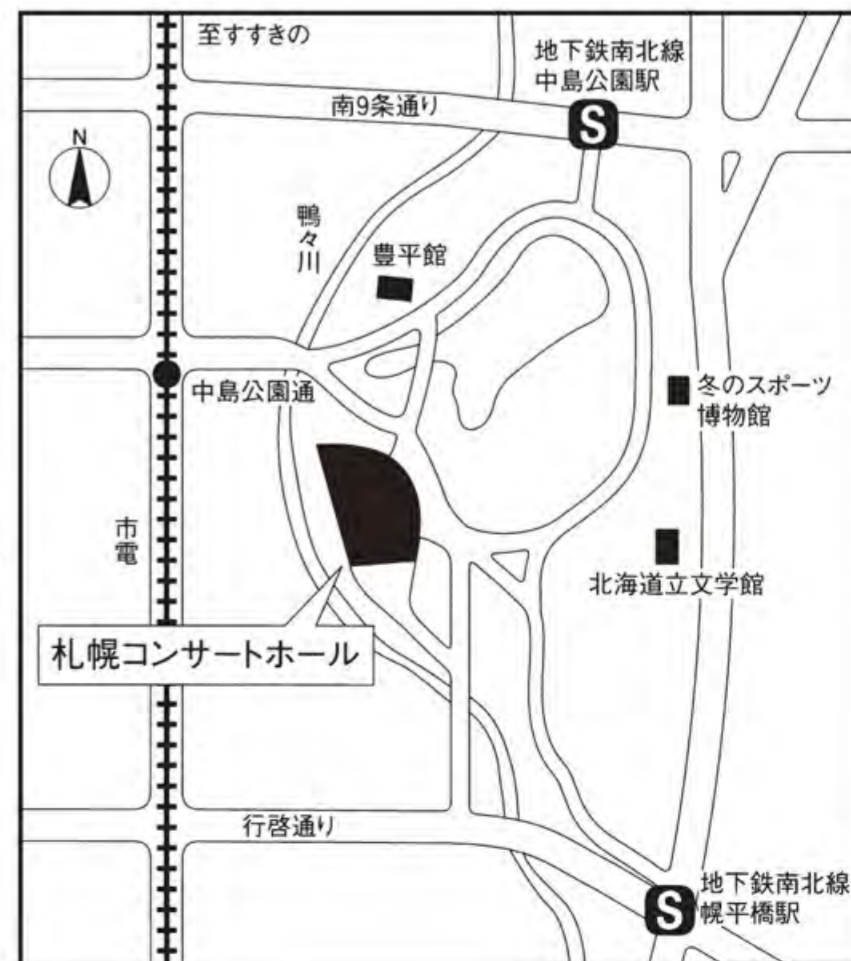 至すすきの
地下鉄南北線
中島公園駅
S
南9条通り
N
鴨々川
豊平館
中島公園通
冬のスポーツ
博物館
市電
北海道立文学館
札幌コンサートホール
行啓通り
地下鉄南北線
幌平橋駅
S